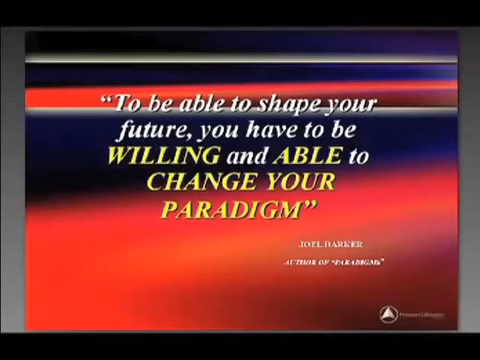 “To be able to shape your
future, you have to be
WILLING and ABLE to
CHANGE YOUR
PARADIGM”
JOEL BARKER
AUTHOR OF “PARADIGMS”